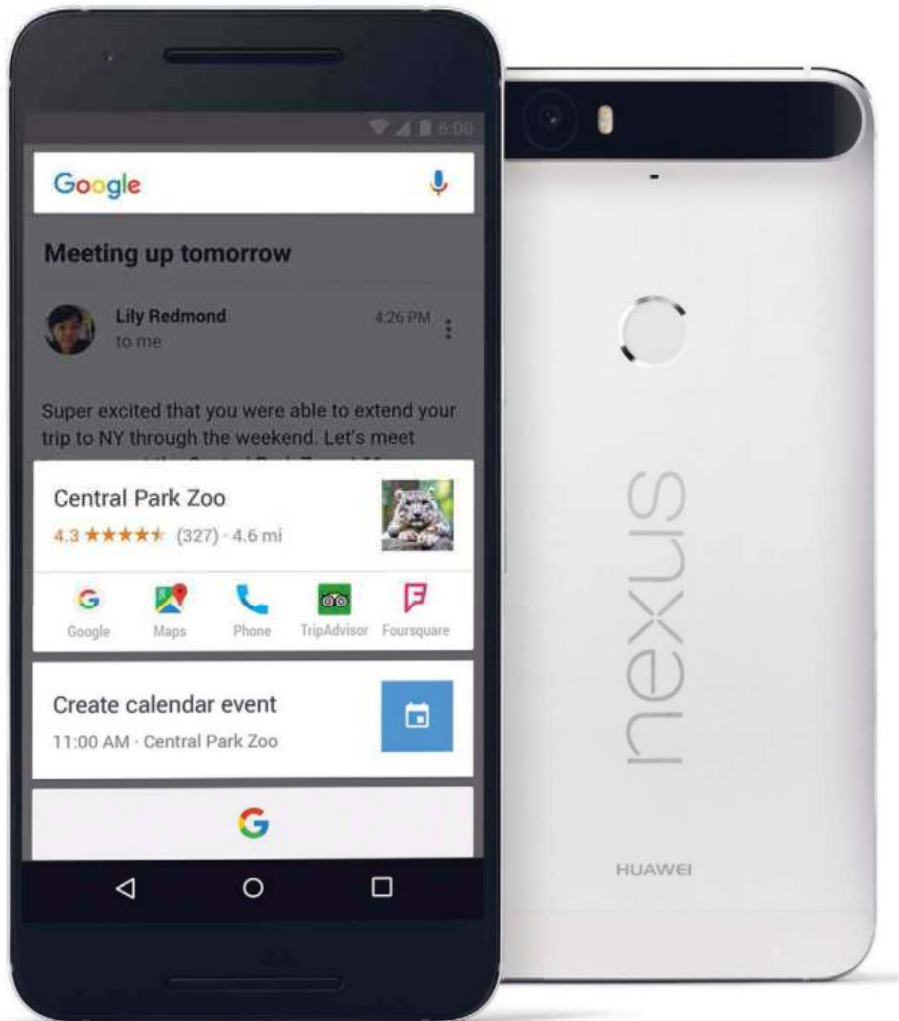 6:00
Google
Meeting up tomorrow
Lily Redmond
4:26 PM
to me
Super excited that you were able to extend your
trip to NY through the weekend. Let's meet
Central Park Zoo
4.3 ★★★★★ (327) · 4.6 mi
Google Maps Phone TripAdvisor Foursquare
Create calendar event
11:00 AM · Central Park Zoo
G
nexus
HUAWEI